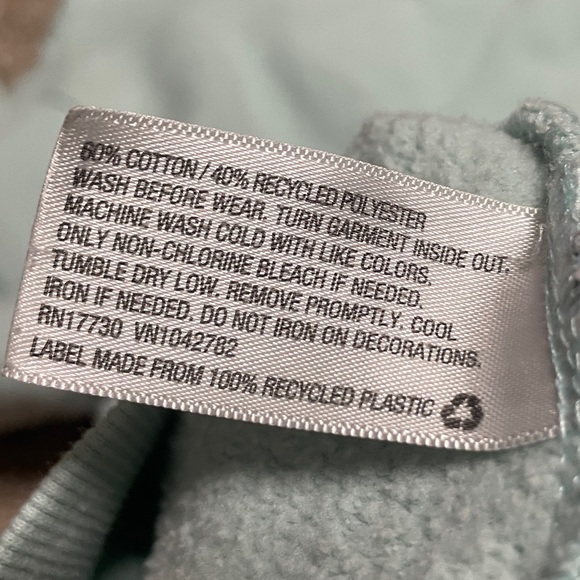 60% COTTON / 40% RECYCLED POLYESTER
WASH BEFORE WEAR. TURN GARMENT INSIDE OUT.
MACHINE WASH COLD WITH LIKE COLORS.
ONLY NON-CHLORINE BLEACH IF NEEDED.
TUMBLE DRY LOW. REMOVE PROMPTLY. COOL
IRON IF NEEDED. DO NOT IRON ON DECORATIONS.
RN17730 VN1042782
LABEL MADE FROM 100% RECYCLED PLASTIC